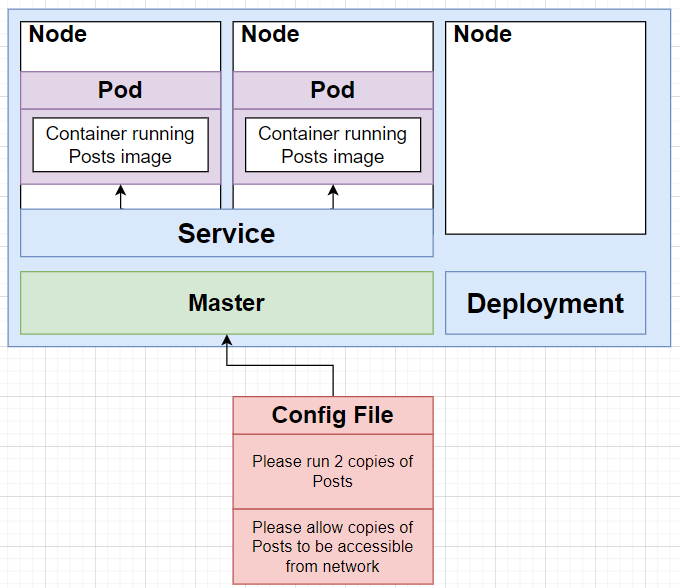 Node
Node
Node
Pod
Pod
Container running
Posts image
Container running
Posts image
Service
Master
Deployment
Config File
Please run 2 copies of
Posts
Please allow copies of
Posts to be accessible
from network